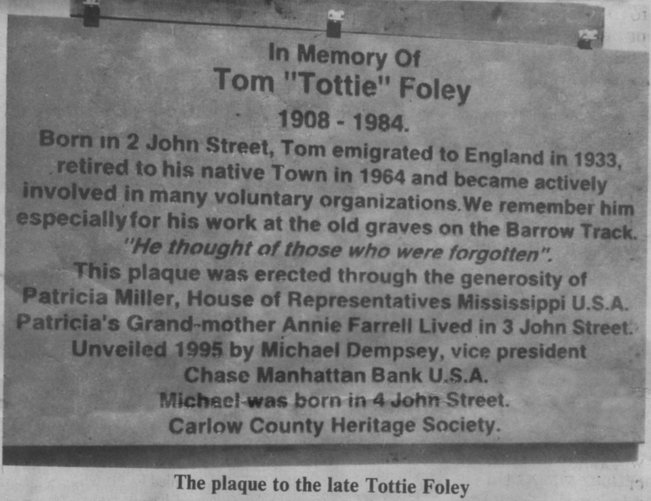 In Memory Of
Tom "Tottie" Foley
1908 - 1984.
Born in 2 John Street, Tom emigrated to England in 1933,
retired to his native Town in 1964 and became actively
involved in many voluntary organizations.We remember him
especially for his work at the old graves on the Barrow Track.
"He thought of those who were forgotten".
This plaque was erected through the generosity of
Patricia Miller, House of Representatives Mississippi U.S.A.
Patricia's Grand-mother Annie Farrell Lived in 3 John Street.
Unveiled 1995 by Michael Dempsey, vice president
Chase Manhattan Bank U.S.A.
Michael was born in 4 John Street.
Carlow County Heritage Society.
The plaque to the late Tottie Foley